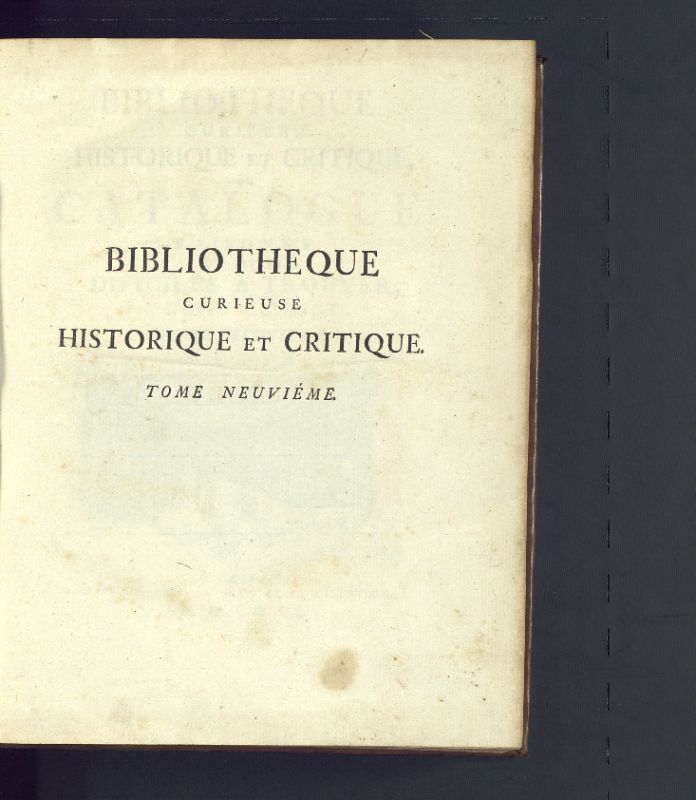 BIBLIOTHEQUE
CURIEUSE
HISTORIQUE ET CRITIQUE.
TOME NEUVIÉME.